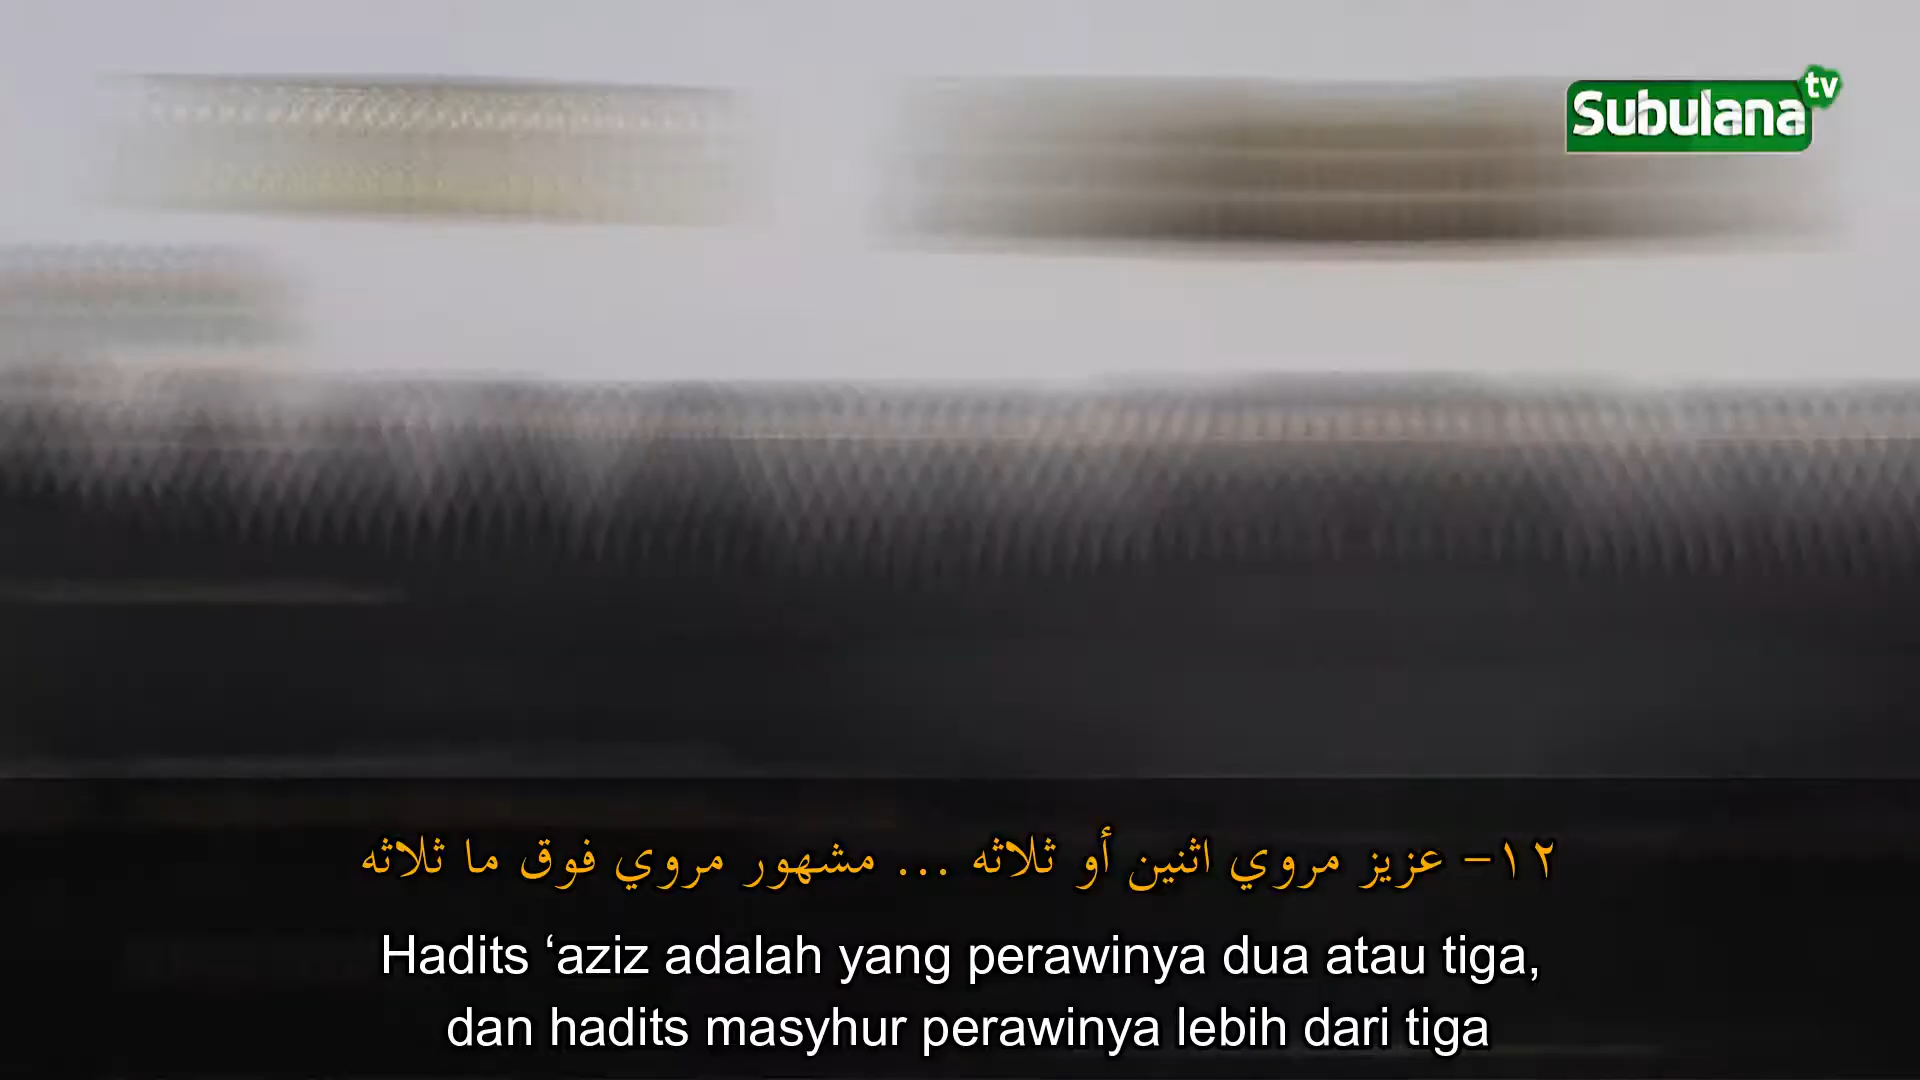 Subulana tv
١٢- عزيز مروي اثنين أو ثلاثه ... مشهور مروي فوق ما ثلاثه
Hadits ‘aziz adalah yang perawinya dua atau tiga,
dan hadits masyhur perawinya lebih dari tiga